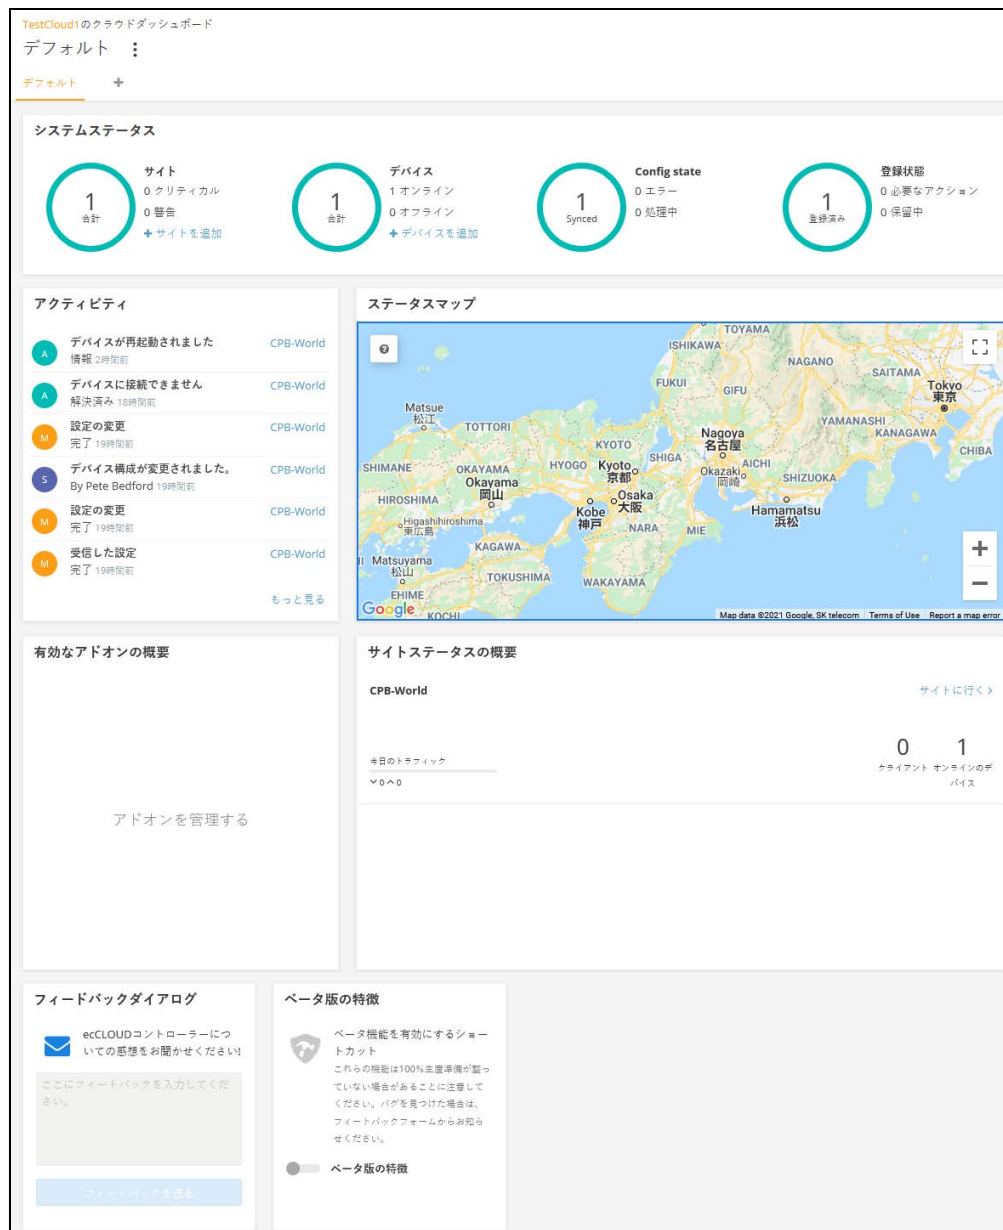 TestCloud1のクラウドダッシュボード
デフォルト
デフォルト
システムステータス
1
合計
サイト
0 クリティカル
0 警告
サイトを追加
1
合計
デバイス
1 オンライン
0 オフライン
デバイスを追加
1
Synced
Config state
0 エラー
0 処理中
1
登録済み
登録状態
0 必要なアクション
0 保留中
アクティビティ
A
デバイスが再起動されました
CPB-World
情報 2時間前
A
デバイスに接続できません
CPB-World
解決済み 18時間前
M
設定の変更
CPB-World
完了 19時間前
S
デバイス構成が変更されました。
CPB-World
By Pete Bedford 19時間前
M
設定の変更
CPB-World
完了 19時間前
M
受信した設定
CPB-World
完了 19時間前
もっと見る
ステータスマップ
TOYAMA
ISHIKAWA
NAGANO
SAITAMA
FUKUI
GIFU
Tokyo
東京
Matsue
松江
TOTTORI
YAMANASHI
KANAGAWA
Nagoya
名古屋
KYOTO
CHIBA
SHIMANE
OKAYAMA
HYOGO
Kyoto
京都
SHIGA
AICHI
Okazaki
岡崎
SHIZUOKA
Okayama
岡山
HIROSHIMA
Osaka
大阪
Kobe
神戸
Hamamatsu
浜松
Higashihiroshima
東広島
NARA
MIE
KAGAWA
Matsuyama
松山
TOKUSHIMA
WAKAYAMA
EHIME
KOCHI
Google
Map data ©2021 Google, SK telecom
Terms of Use
Report a map error
有効なアドオンの概要
アドオンを管理する
サイトステータスの概要
CPB-World
サイトに行く
今日のトラフィック
0 0
0
クライアント
1
オンラインのデ
バイス
フィードバックダイアログ
ecCLOUDコントローラーにつ
いての感想をお聞かせください!
ここにフィートバックを入力してくだ
さい。
フィートバックを送る
ベータ版の特徴
ベータ機能を有効にするショー
トカット
これらの機能は100%生産準備が整っ
ていない場合があることに注意して
ください。バグを見つけた場合は、
フィートバックフォームからお知ら
せください。
ベータ版の特徴